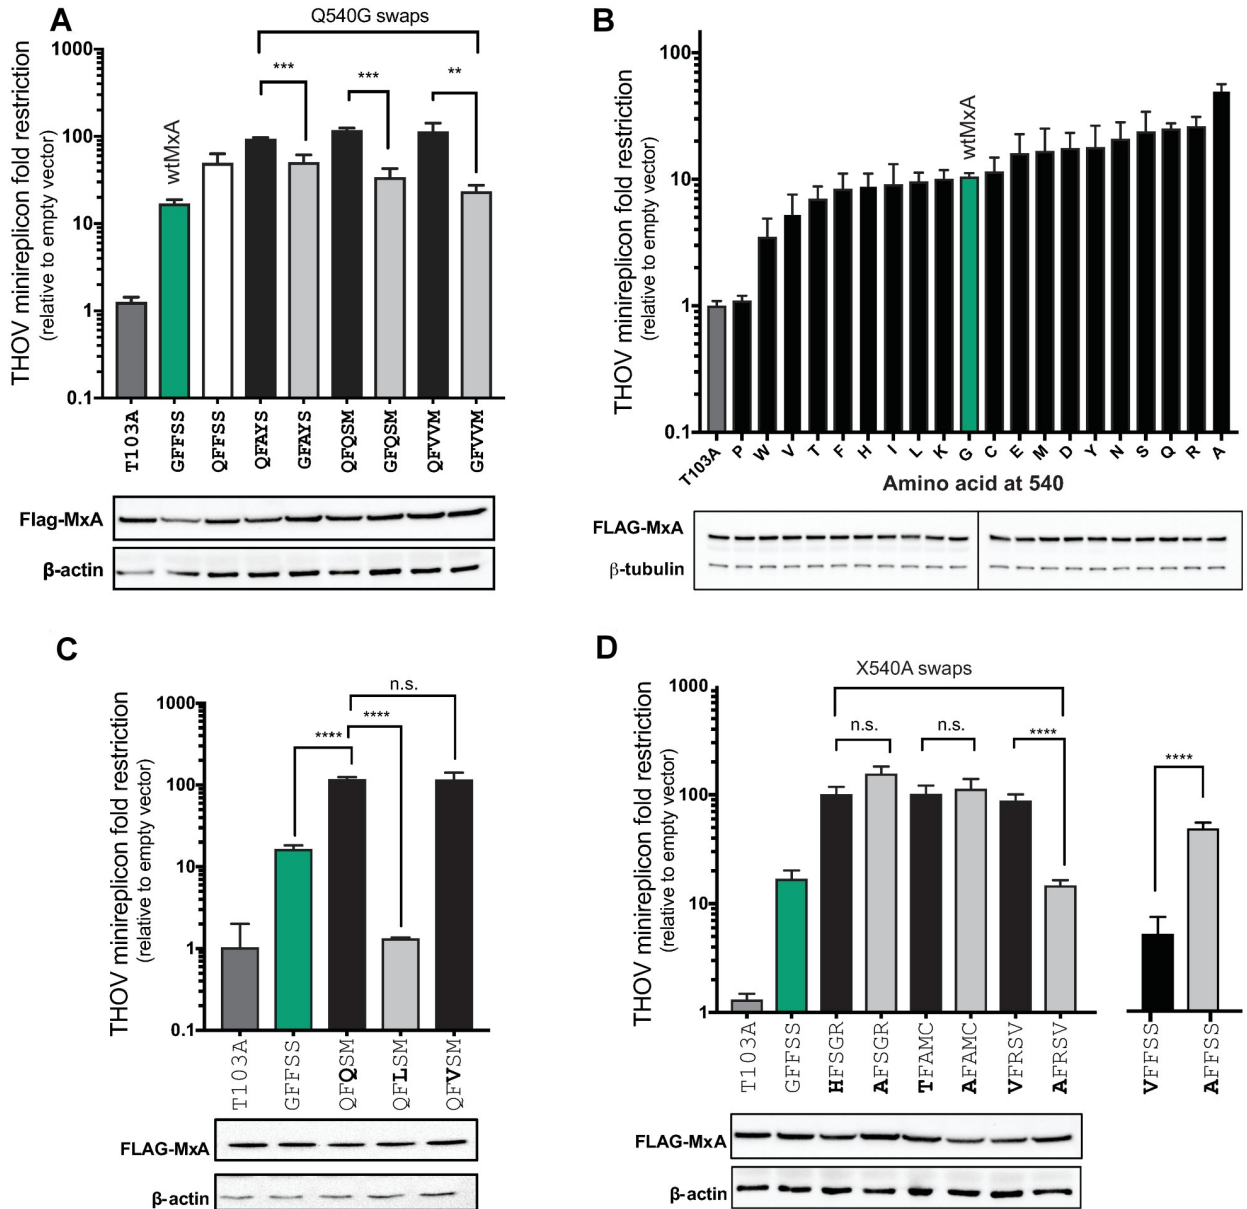 A
Q540G swaps
THOV minireplicon fold restriction
(relative to empty vector)
1000
100
10
1
0.1
***
***
**
wtMxA
T103A
GFFSS
QFFSS
QFAYS
GFAYS
QFQSM
GFQSM
QFVVM
GFVVM
Flag-MxA
β-actin
B
THOV minireplicon fold restriction
(relative to empty vector)
100
10
1
0.1
wtMxA
T103A
P
W
V
T
F
H
I
L
K
G
C
E
M
D
Y
N
S
Q
R
A
Amino acid at 540
FLAG-MxA
β-tubulin
C
THOV minireplicon fold restriction
(relative to empty vector)
1000
100
10
1
0.1
n.s.
****
****
T103A
GFFSS
QFQSM
QFLSM
QFVSM
FLAG-MxA
β-actin
D
X540A swaps
THOV minireplicon fold restriction
(relative to empty vector)
1000
100
10
1
n.s.
n.s.
****
****
T103A
GFFSS
HFSGR
AFSGR
TFAMC
AFAMC
VFRSV
AFRSV
VFFSS
AFFSS
FLAG-MxA
β-actin